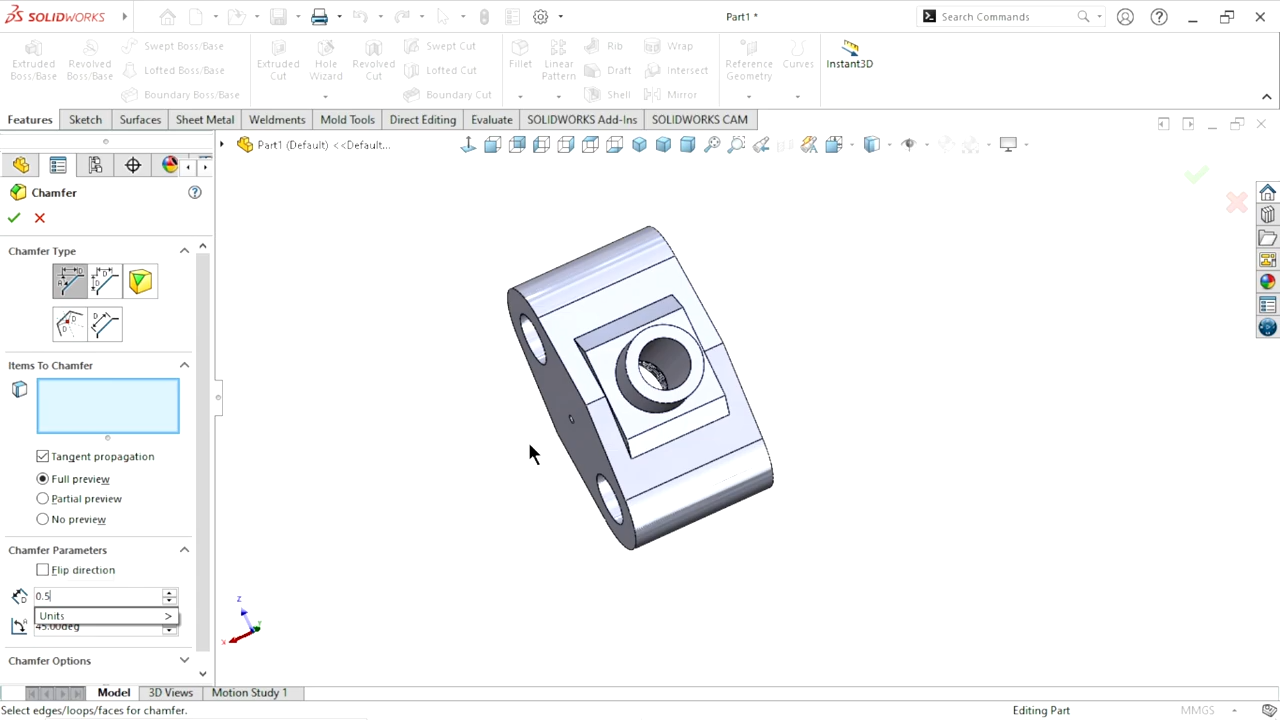 SOLIDWORKS
Part1 *
Search Commands
Extruded Boss/Base
Revolved Boss/Base
Swept Boss/Base
Lofted Boss/Base
Boundary Boss/Base
Extruded Cut
Hole Wizard
Revolved Cut
Swept Cut
Lofted Cut
Boundary Cut
Fillet
Linear Pattern
Rib
Draft
Shell
Wrap
Intersect
Mirror
Reference Geometry
Curves
Instant3D
Features
Sketch
Surfaces
Sheet Metal
Weldments
Mold Tools
Direct Editing
Evaluate
SOLIDWORKS Add-Ins
SOLIDWORKS CAM
Part1 (Default) <<Default...
Chamfer
Chamfer Type
Items To Chamfer
Tangent propagation
Full preview
Partial preview
No preview
Chamfer Parameters
Flip direction
0.5
Units >
45.00deg
Chamfer Options
z
x
Model
3D Views
Motion Study 1
Select edges/loops/faces for chamfer.
Editing Part
MMGS